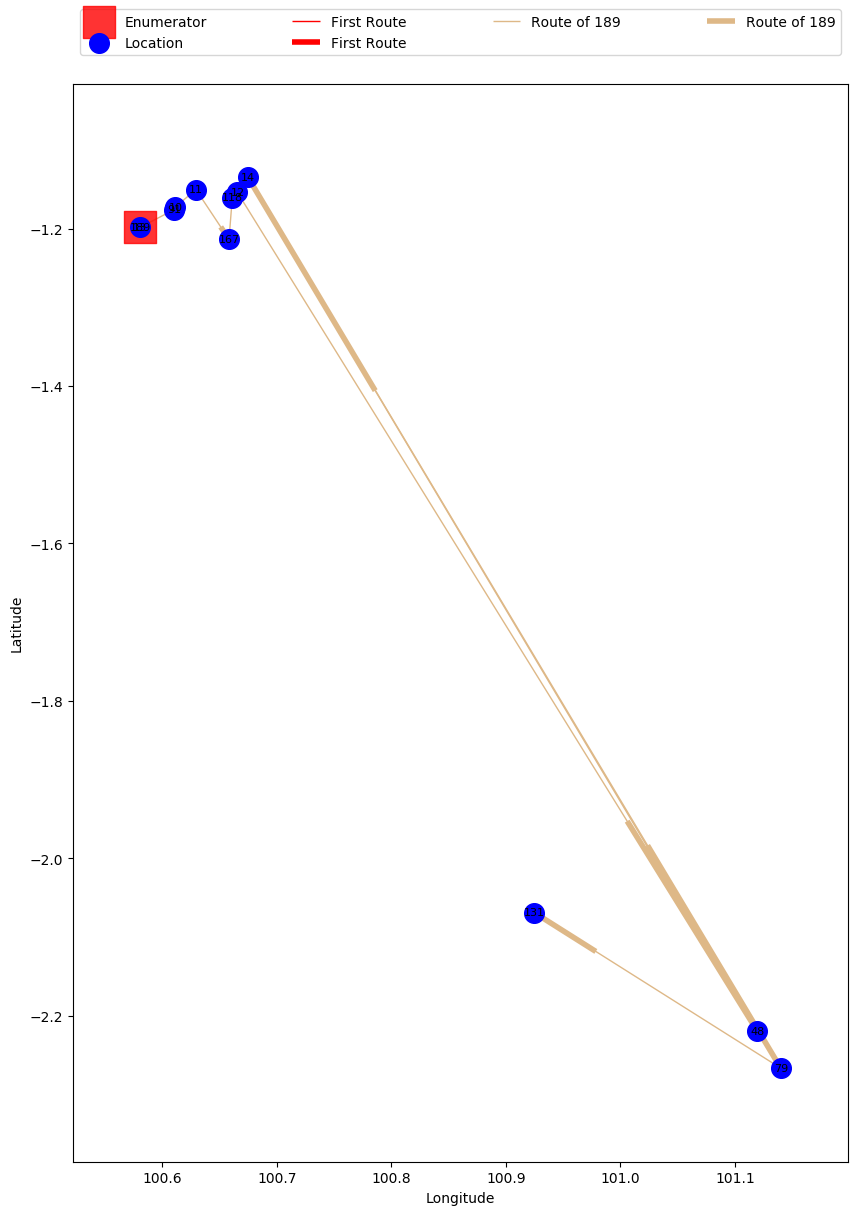 Enumerator First Route Route of 189 Route of 189
Location First Route
14
11
12
167
−1.2
−1.4
−1.6
−1.8
−2.0
48
−2.2
79
100.6 100.7 100.8 100.9 101.0 101.1
Longitude
Latitude